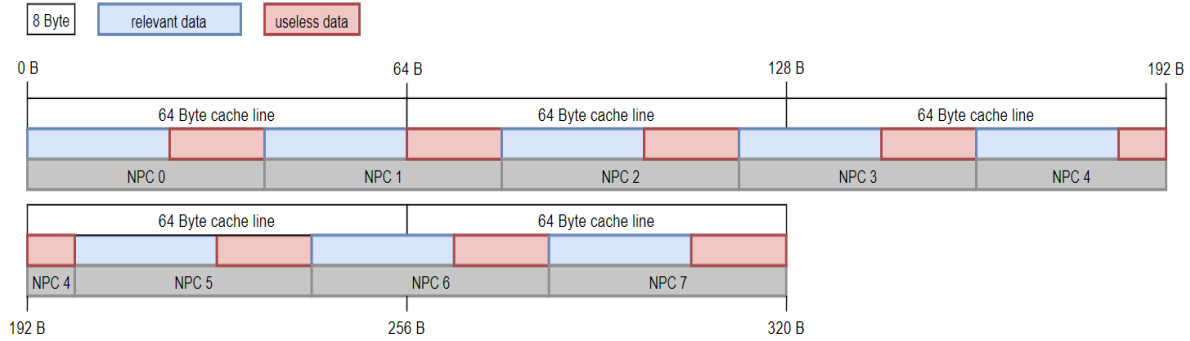 8 Byte relevant data useless data
0 B 64 B 128 B 192 B
64 Byte cache line 64 Byte cache line 64 Byte cache line
NPC 0 NPC 1 NPC 2 NPC 3 NPC 4
64 Byte cache line 64 Byte cache line
NPC 4 NPC 5 NPC 6 NPC 7
192 B 256 B 320 B